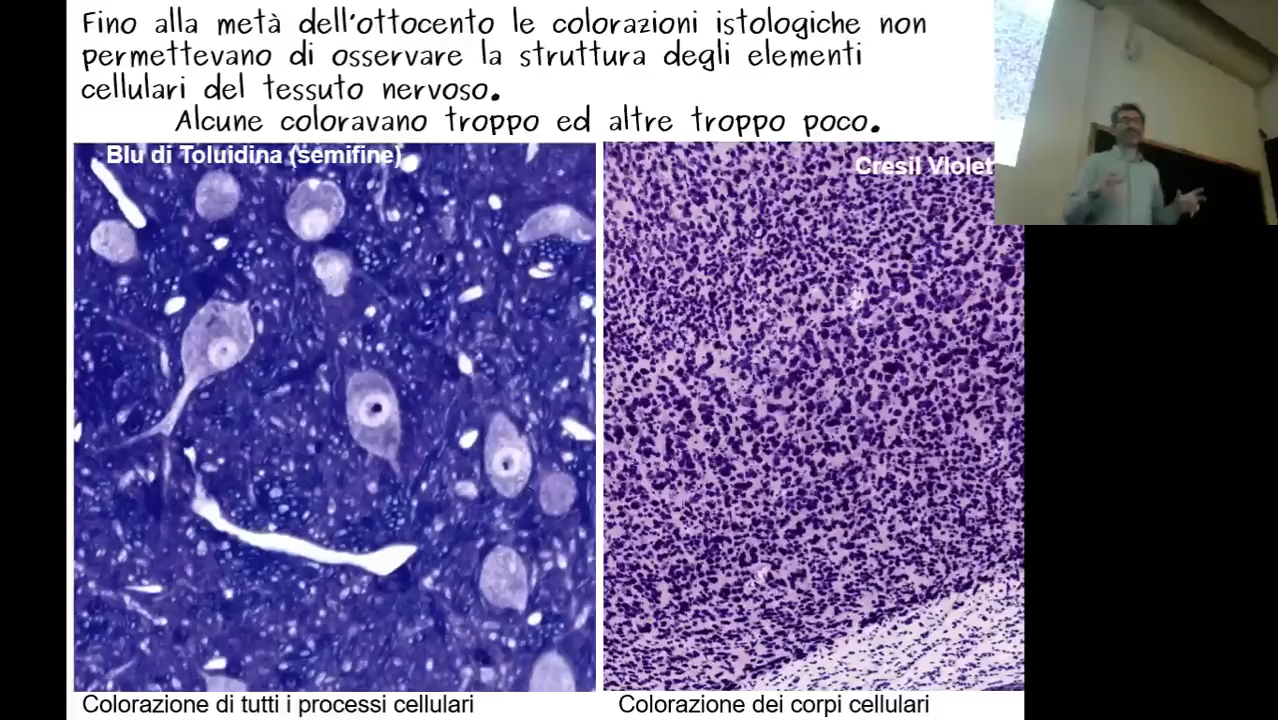 Fino alla metà dell'ottocento le colorazioni istologiche non
permettevano di osservare la struttura degli elementi
cellulari del tessuto nervoso.
Alcune coloravano troppo ed altre troppo poco.
Blu di Toluidina (semifine)
Cresil Violet
Colorazione di tutti i processi cellulari
Colorazione dei corpi cellulari